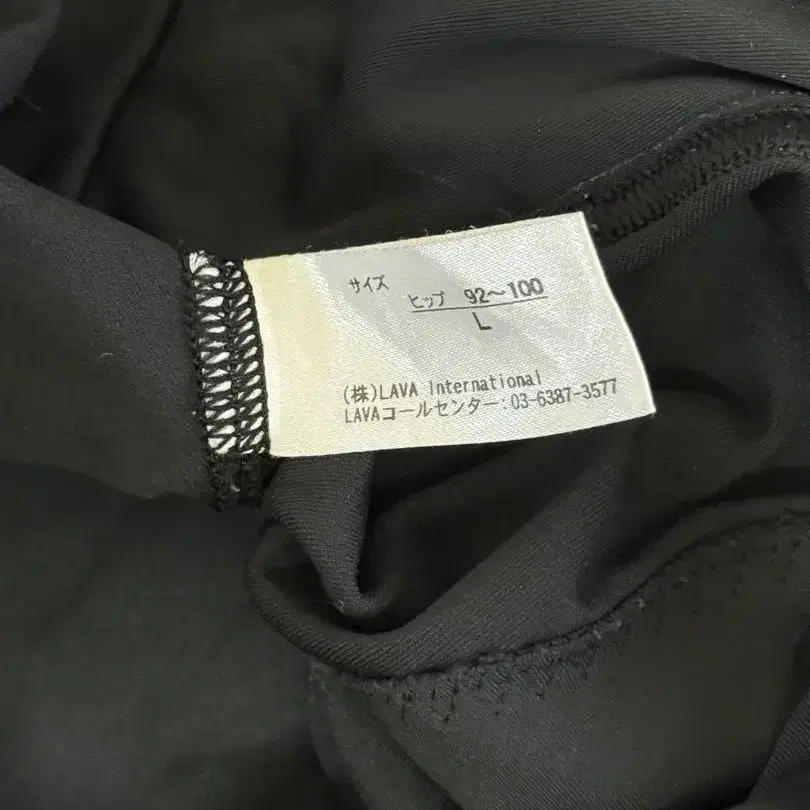 サイズ
ヒップ 92～100
L
(株)LAVA International
LAVAコールセンター:03-6387-3577